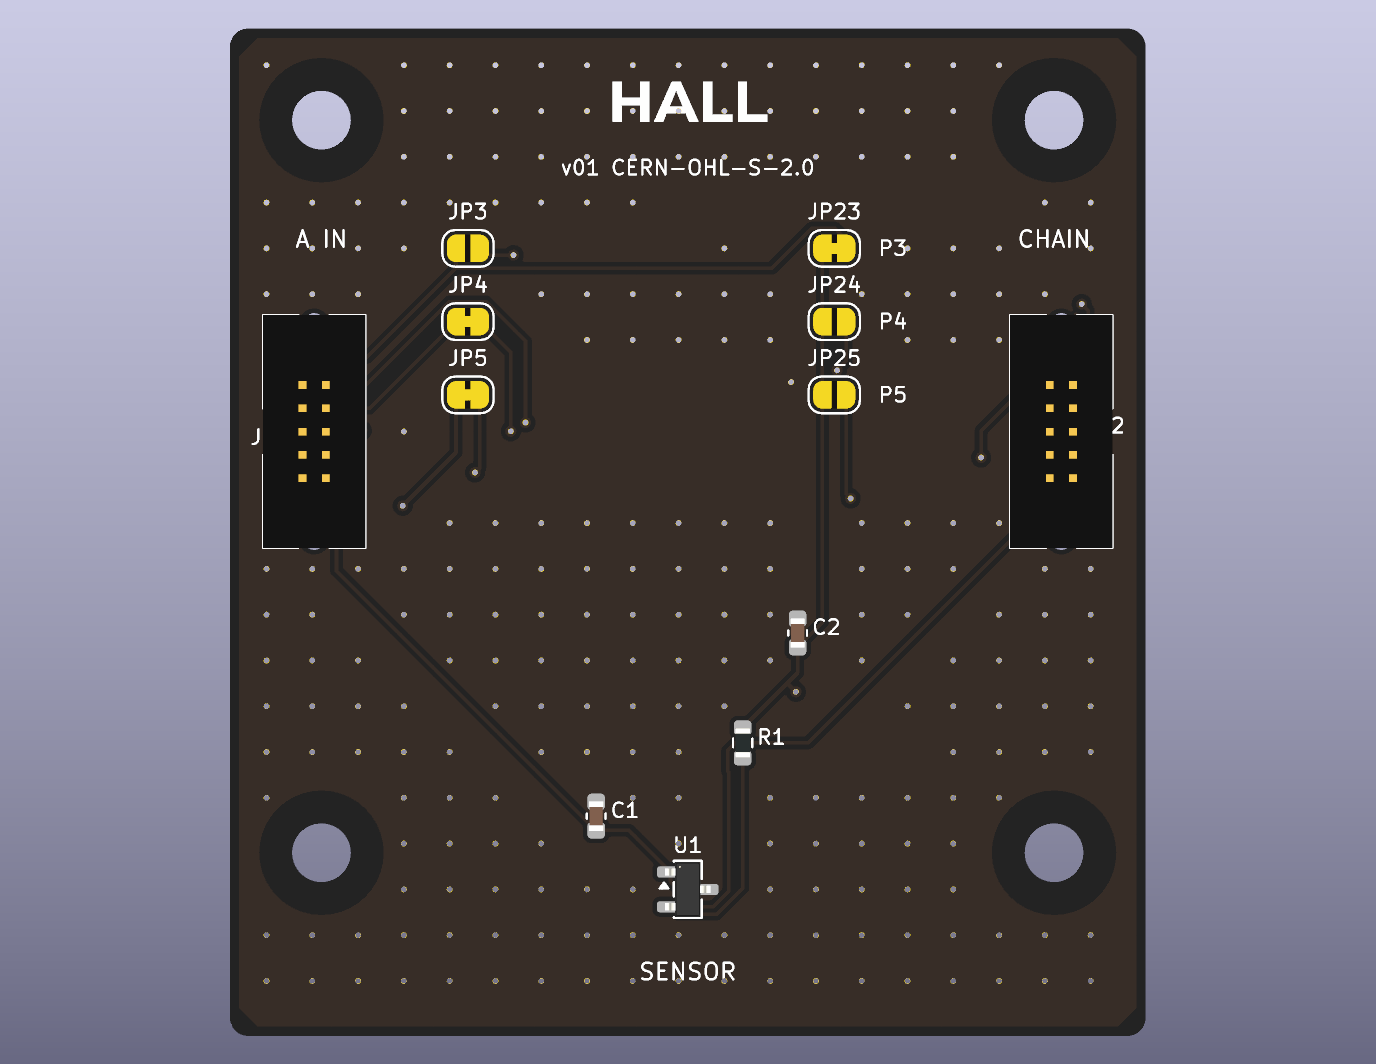 HALL
v01 CERN-OHL-S-2.0
JP3
JP23
A IN
P3
CHAIN
JP4
JP24
P4
JP5
JP25
P5
J
2
C2
R1
C1
U1
SENSOR